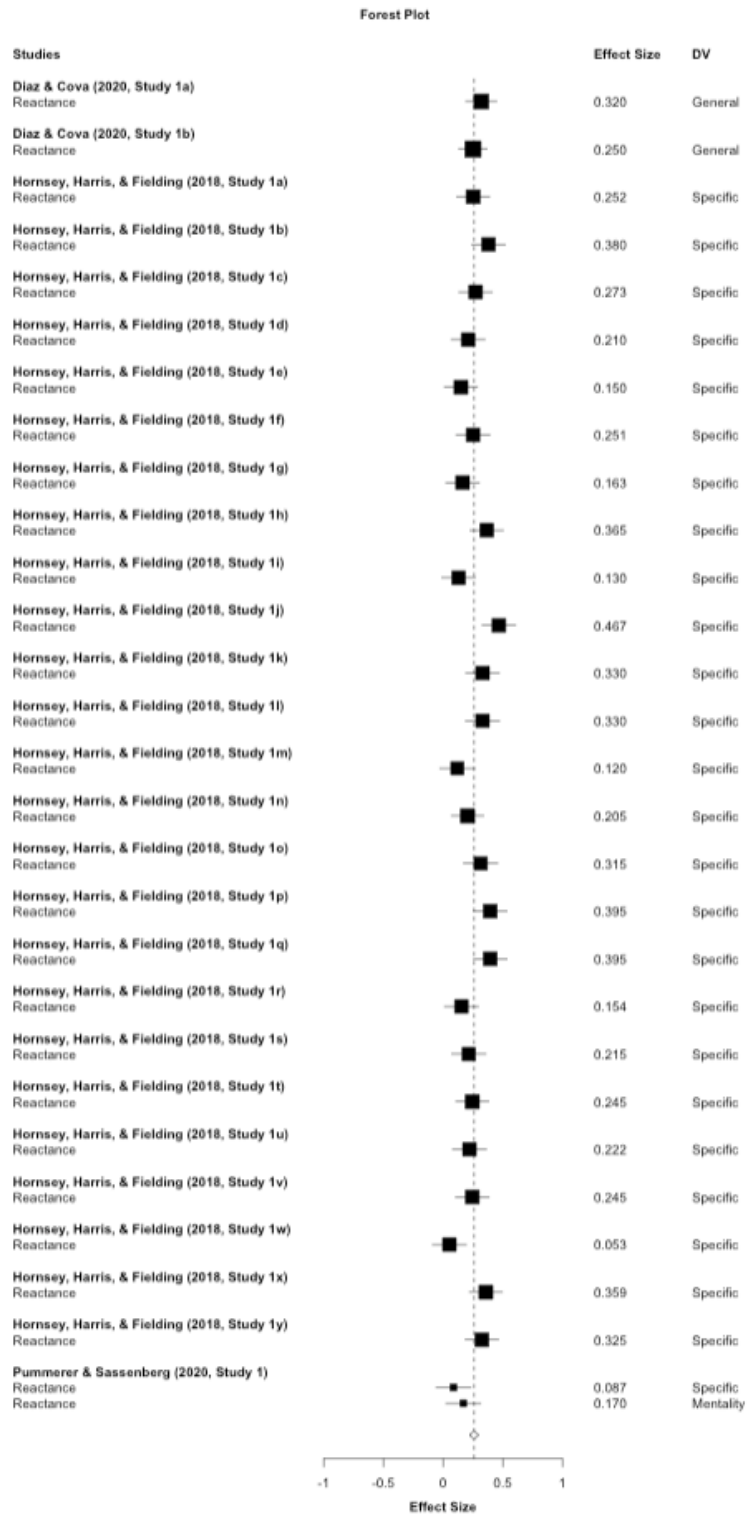 Forest Plot
Studies Effect Size DV
Diaz & Cova (2020, Study 1a)
Reactance 0.320 General
Diaz & Cova (2020, Study 1b)
Reactance 0.250 General
Hornsey, Harris, & Fielding (2018, Study 1a)
Reactance 0.252 Specific
Hornsey, Harris, & Fielding (2018, Study 1b)
Reactance 0.380 Specific
Hornsey, Harris, & Fielding (2018, Study 1c)
Reactance 0.273 Specific
Hornsey, Harris, & Fielding (2018, Study 1d)
Reactance 0.210 Specific
Hornsey, Harris, & Fielding (2018, Study 1e)
Reactance 0.150 Specific
Hornsey, Harris, & Fielding (2018, Study 1f)
Reactance 0.251 Specific
Hornsey, Harris, & Fielding (2018, Study 1g)
Reactance 0.163 Specific
Hornsey, Harris, & Fielding (2018, Study 1h)
Reactance 0.365 Specific
Hornsey, Harris, & Fielding (2018, Study 1i)
Reactance 0.130 Specific
Hornsey, Harris, & Fielding (2018, Study 1j)
Reactance 0.467 Specific
Hornsey, Harris, & Fielding (2018, Study 1k)
Reactance 0.330 Specific
Hornsey, Harris, & Fielding (2018, Study 1l)
Reactance 0.330 Specific
Hornsey, Harris, & Fielding (2018, Study 1m)
Reactance 0.120 Specific
Hornsey, Harris, & Fielding (2018, Study 1n)
Reactance 0.205 Specific
Hornsey, Harris, & Fielding (2018, Study 1o)
Reactance 0.315 Specific
Hornsey, Harris, & Fielding (2018, Study 1p)
Reactance 0.395 Specific
Hornsey, Harris, & Fielding (2018, Study 1q)
Reactance 0.395 Specific
Hornsey, Harris, & Fielding (2018, Study 1r)
Reactance 0.154 Specific
Hornsey, Harris, & Fielding (2018, Study 1s)
Reactance 0.215 Specific
Hornsey, Harris, & Fielding (2018, Study 1t)
Reactance 0.245 Specific
Hornsey, Harris, & Fielding (2018, Study 1u)
Reactance 0.222 Specific
Hornsey, Harris, & Fielding (2018, Study 1v)
Reactance 0.245 Specific
Hornsey, Harris, & Fielding (2018, Study 1w)
Reactance 0.053 Specific
Hornsey, Harris, & Fielding (2018, Study 1x)
Reactance 0.359 Specific
Hornsey, Harris, & Fielding (2018, Study 1y)
Reactance 0.325 Specific
Pummerer & Sassenberg (2020, Study 1)
Reactance 0.087 Specific
Reactance 0.170 Mentality
-1 -0.5 0 0.5 1
Effect Size